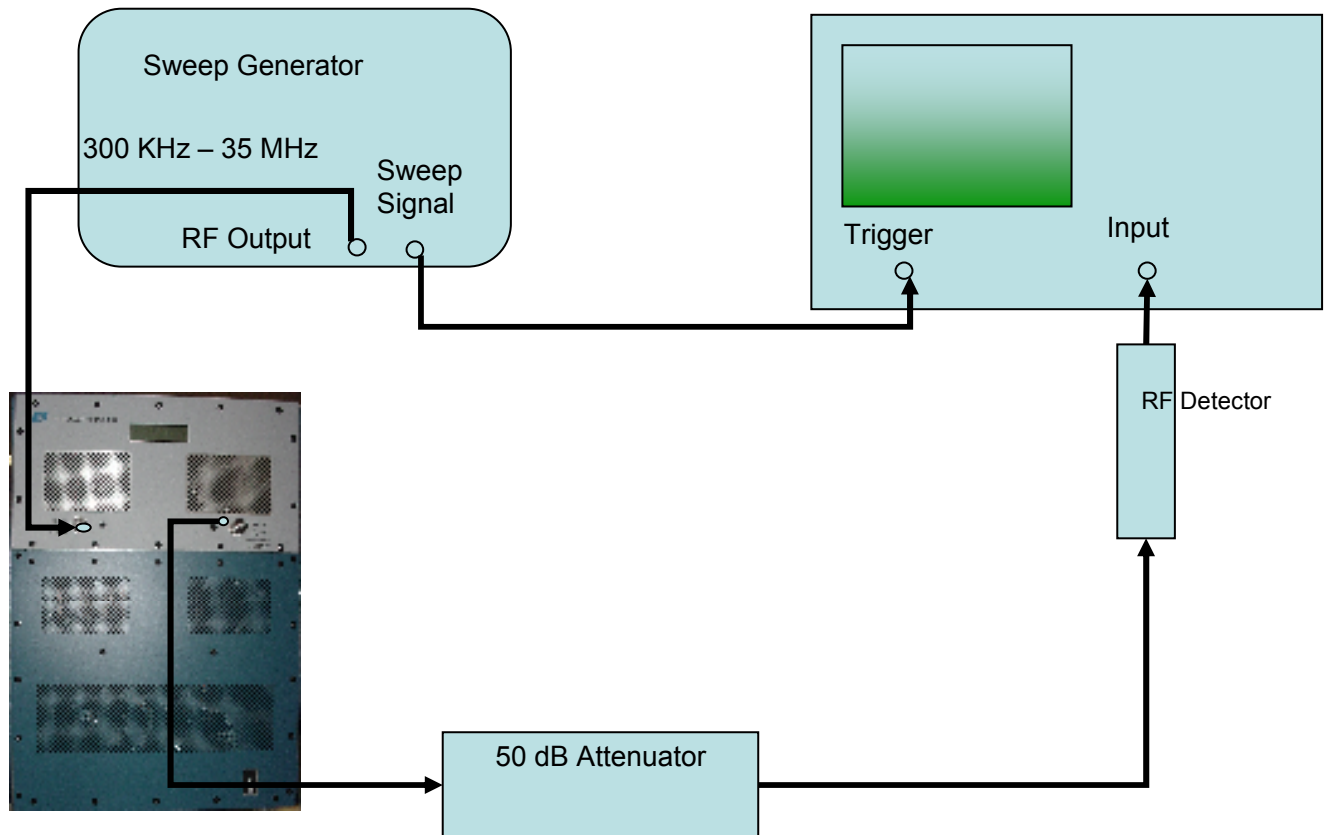 Sweep Generator
300 KHz – 35 MHz
Sweep
Signal
RF Output
Trigger
Input
RF Detector
50 dB Attenuator